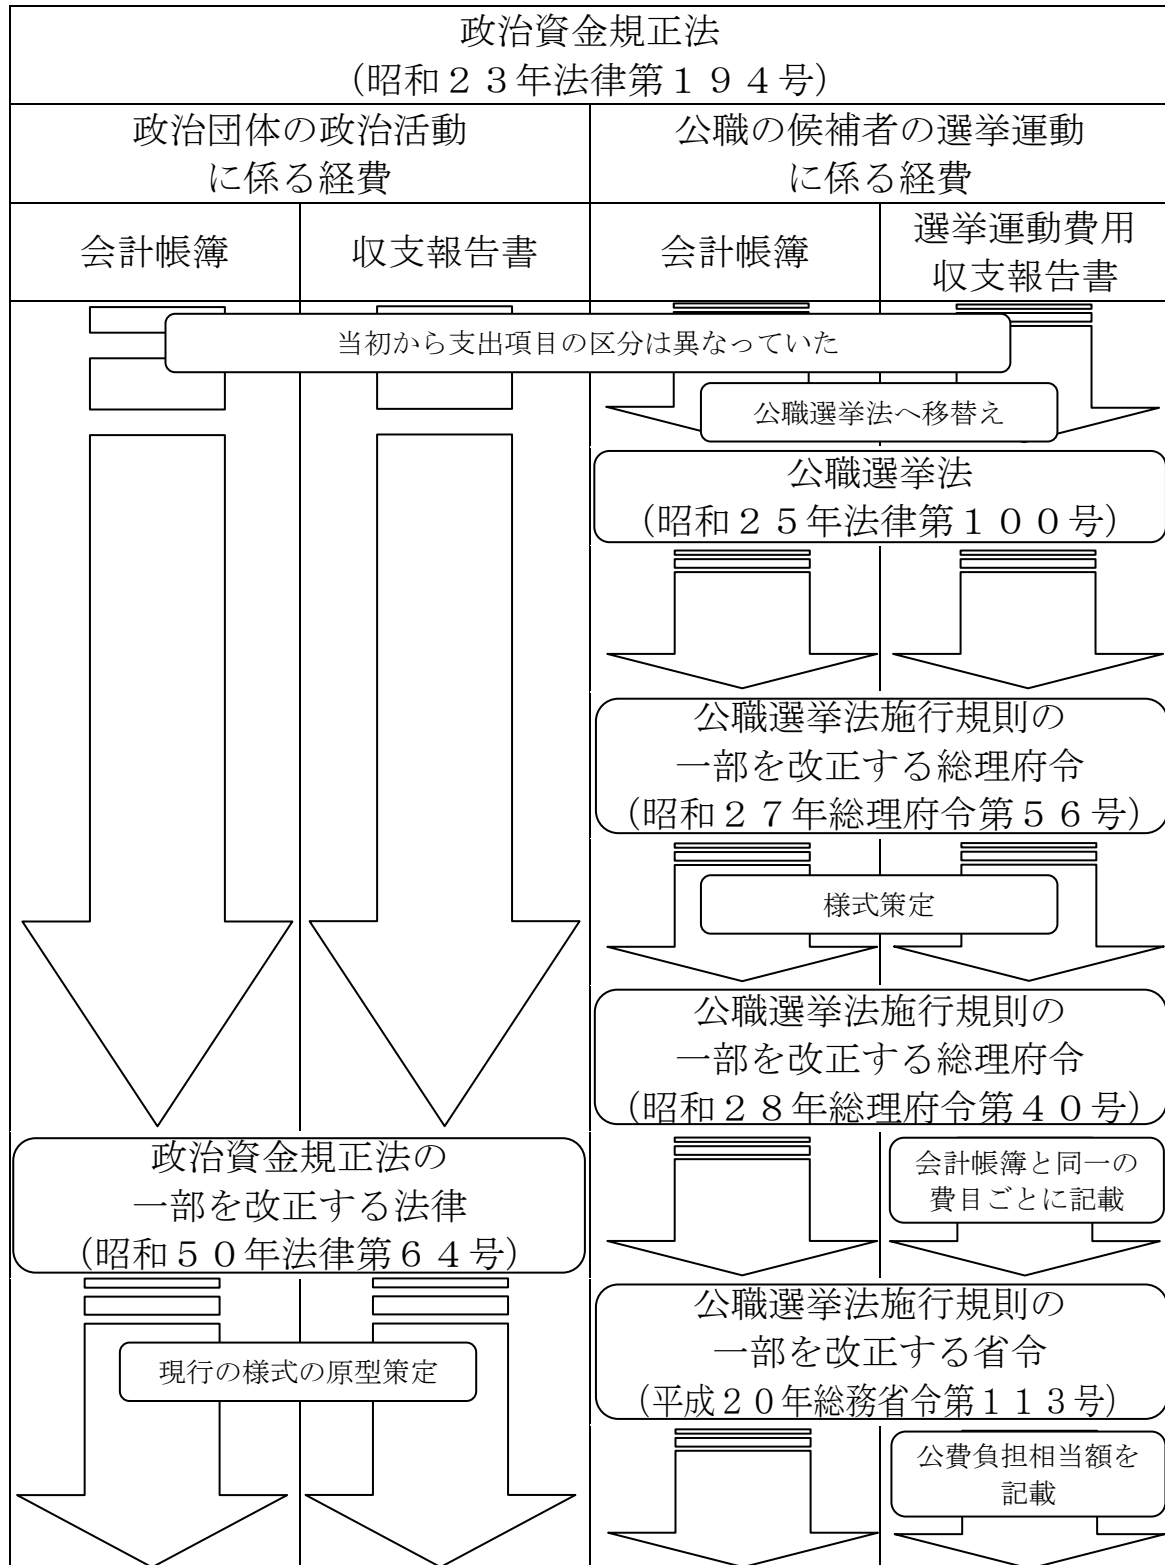 政治資金規正法
(昭和２３年法律第１９４号)
政治団体の政治活動
に係る経費
公職の候補者の選挙運動
に係る経費
会計帳簿
収支報告書
会計帳簿
選挙運動費用
収支報告書
当初から支出項目の区分は異なっていた
公職選挙法へ移替え
公職選挙法
(昭和２５年法律第１００号)
公職選挙法施行規則の
一部を改正する総理府令
(昭和２７年総理府令第５６号)
様式策定
公職選挙法施行規則の
一部を改正する総理府令
(昭和２８年総理府令第４０号)
政治資金規正法の
一部を改正する法律
(昭和５０年法律第６４号)
会計帳簿と同一の
費目ごとに記載
現行の様式の原型策定
公職選挙法施行規則の
一部を改正する省令
(平成２０年総務省令第１１３号)
公費負担相当額を
記載